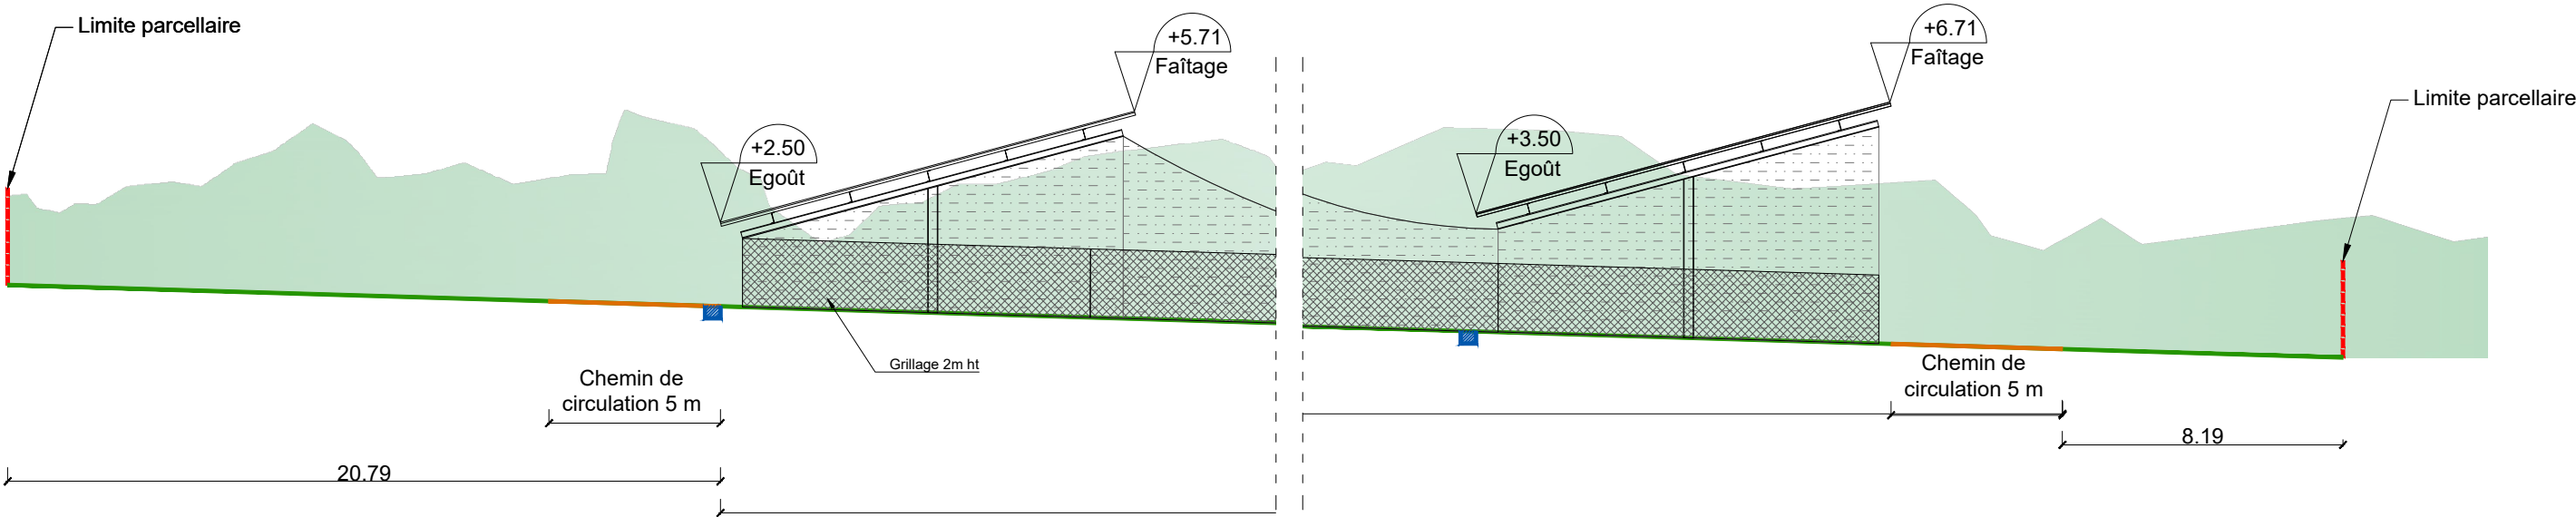 Limite parcellaire
+5.71
Faîtage
+6.71
Faîtage
Limite parcellaire
+2.50
Egoût
+3.50
Egoût
Grillage 2m ht
Chemin de
circulation 5 m
Chemin de
circulation 5 m
8.19
20.79